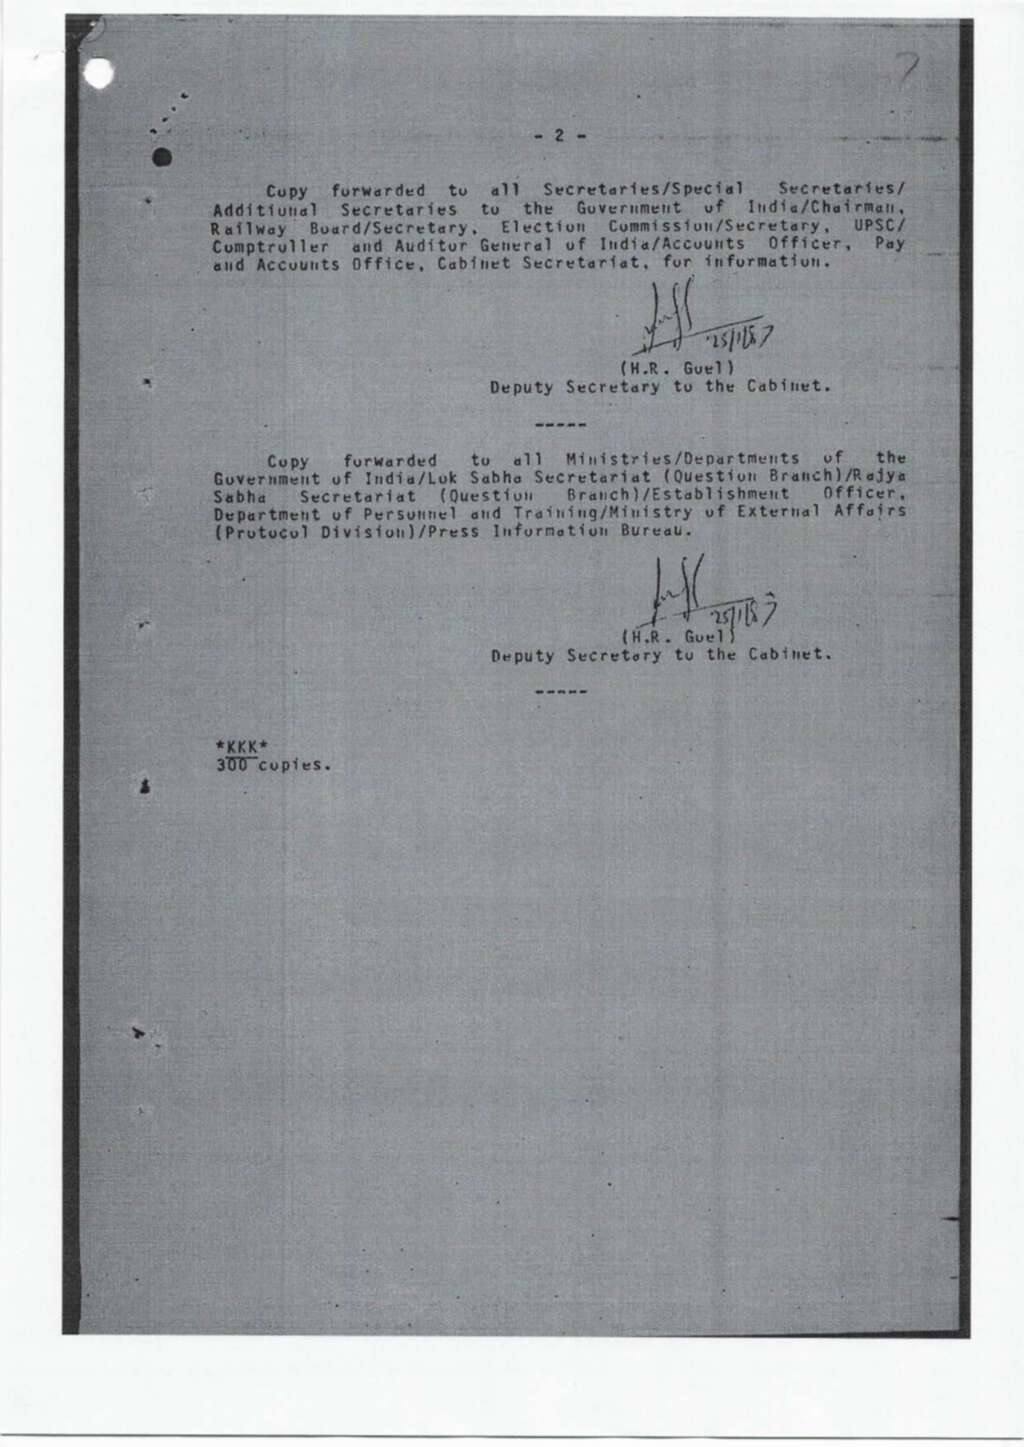 7
- 2 -
Copy forwarded to all Secretaries/Special Secretaries/
Additional Secretaries to the Government of India/Chairman,
Railway Board/Secretary, Election Commission/Secretary, UPSC/
Comptroller and Auditor General of India/Accounts Officer, Pay
and Accounts Office, Cabinet Secretariat, for information.
25/1/87
(H.R. Goel)
Deputy Secretary to the Cabinet.
-----
Copy forwarded to all Ministries/Departments of the
Government of India/Lok Sabha Secretariat (Question Branch)/Rajya
Sabha Secretariat (Question Branch)/Establishment Officer,
Department of Personnel and Training/Ministry of External Affairs
(Protocol Division)/Press Information Bureau.
25/1/87
(H.R. Goel)
Deputy Secretary to the Cabinet.
-----
*KKK*
300 copies.